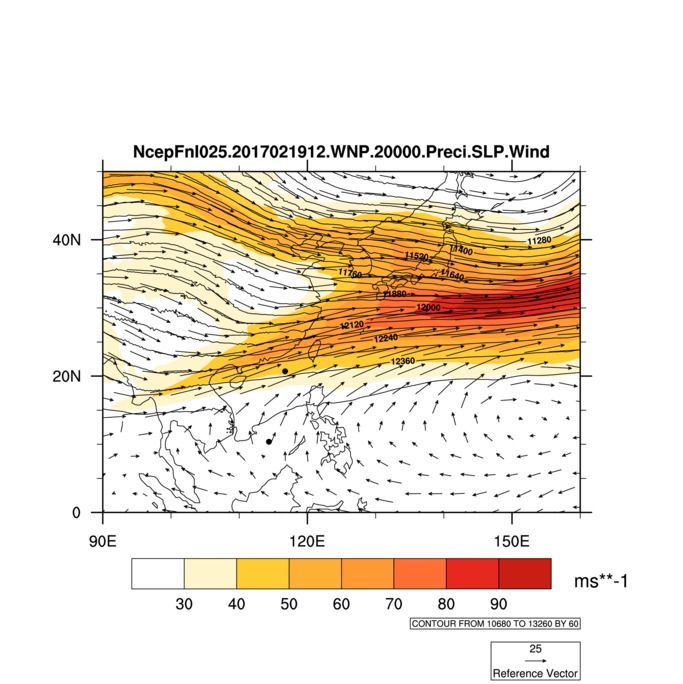 NcepFnl025.2017021912.WNP.20000.Preci.SLP.Wind
40N
20N
0
90E 120E 150E
11280
11400
11520
11640
11760
11880
12000
12120
12240
12360
ms**-1
30 40 50 60 70 80 90
CONTOUR FROM 10680 TO 13260 BY 60
25
Reference Vector